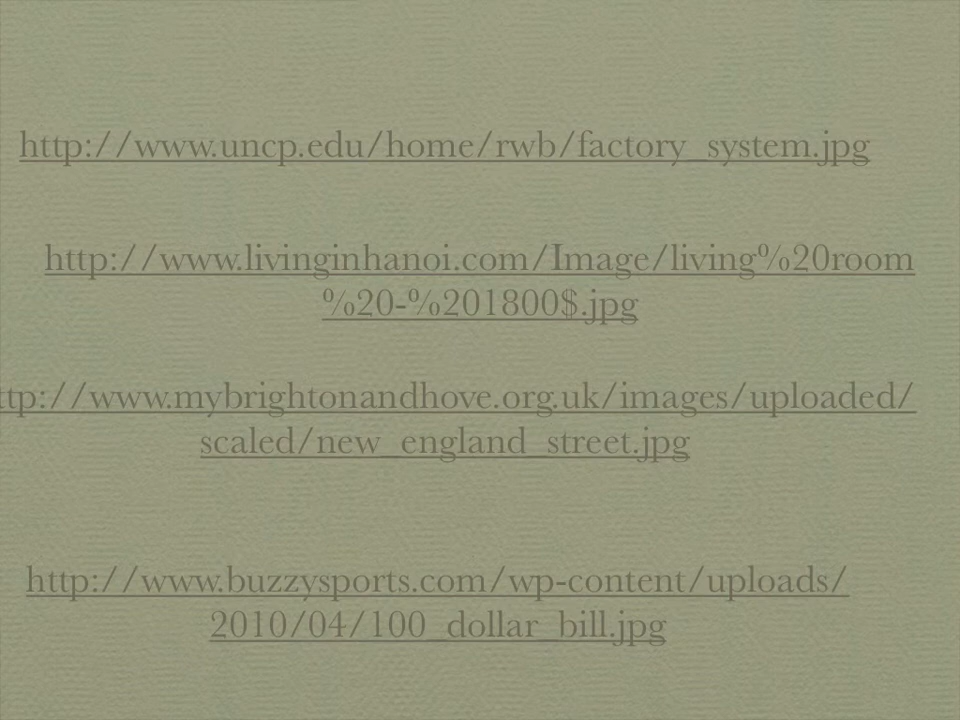 http://www.uncp.edu/home/rwb/factory_system.jpg
http://www.livinginhanoi.com/Image/living%20room
%20-%201800$.jpg
ttp://www.mybrightonandhove.org.uk/images/uploaded/
scaled/new_england_street.jpg
http://www.buzzysports.com/wp-content/uploads/
2010/04/100_dollar_bill.jpg